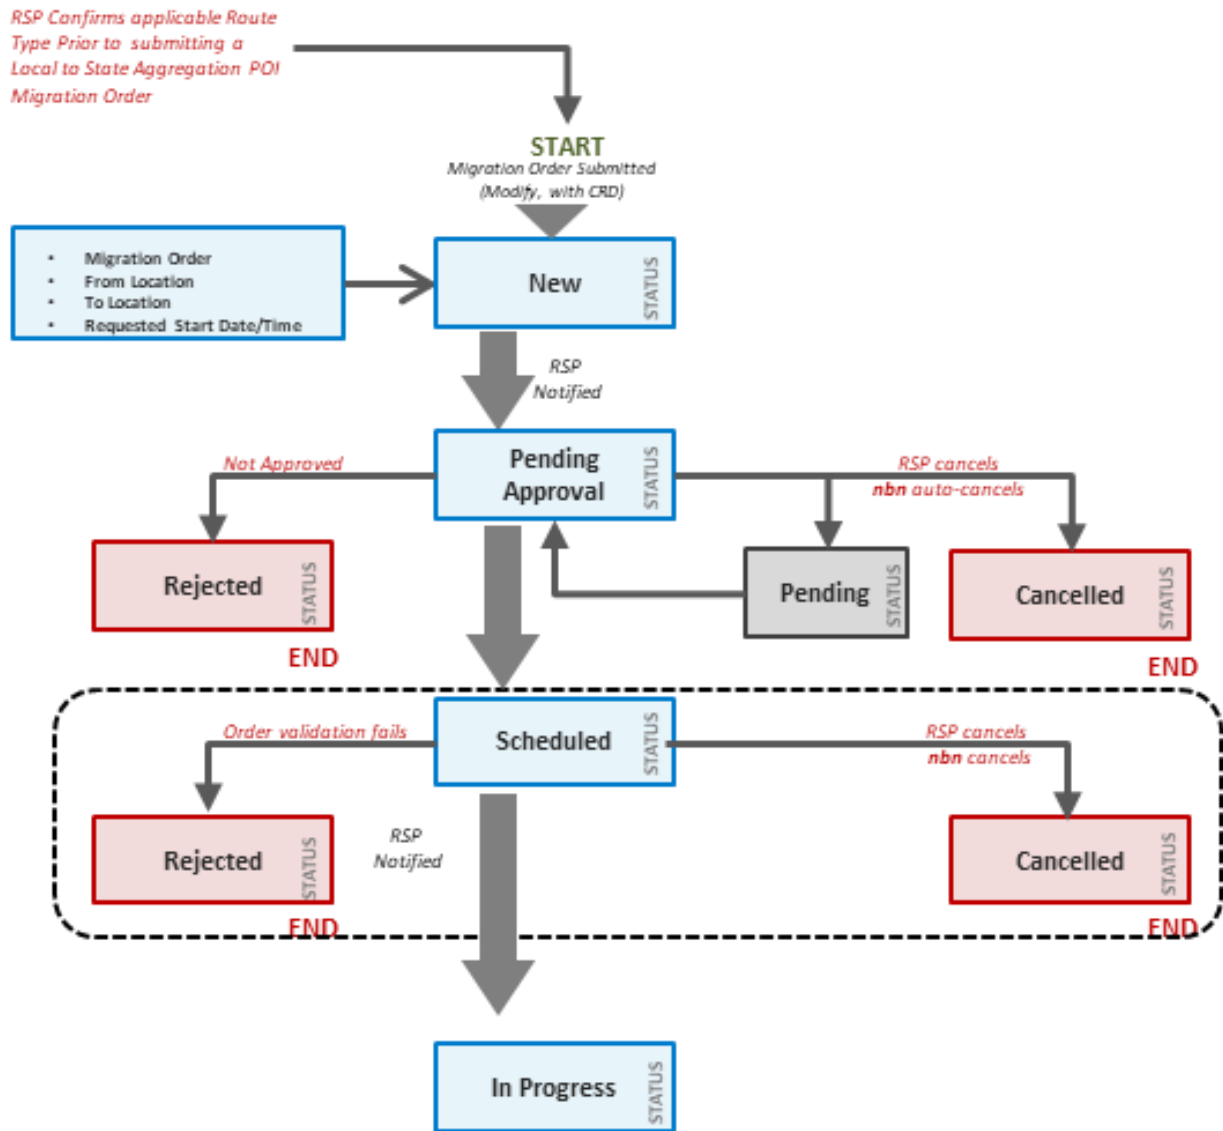 RSP Confirms applicable Route
Type Prior to submitting a
Local to State Aggregation POI
Migration Order
START
Migration Order Submitted
(Modify, with CRD)
• Migration Order
• From Location
• To Location
• Requested Start Date/Time
New
STATUS
RSP
Notified
Pending
Approval
STATUS
Not Approved
RSP cancels
nbn auto-cancels
Rejected
STATUS
END
Pending
STATUS
Cancelled
STATUS
END
Scheduled
STATUS
Order validation fails
RSP cancels
nbn cancels
Rejected
STATUS
END
RSP
Notified
Cancelled
STATUS
END
In Progress
STATUS